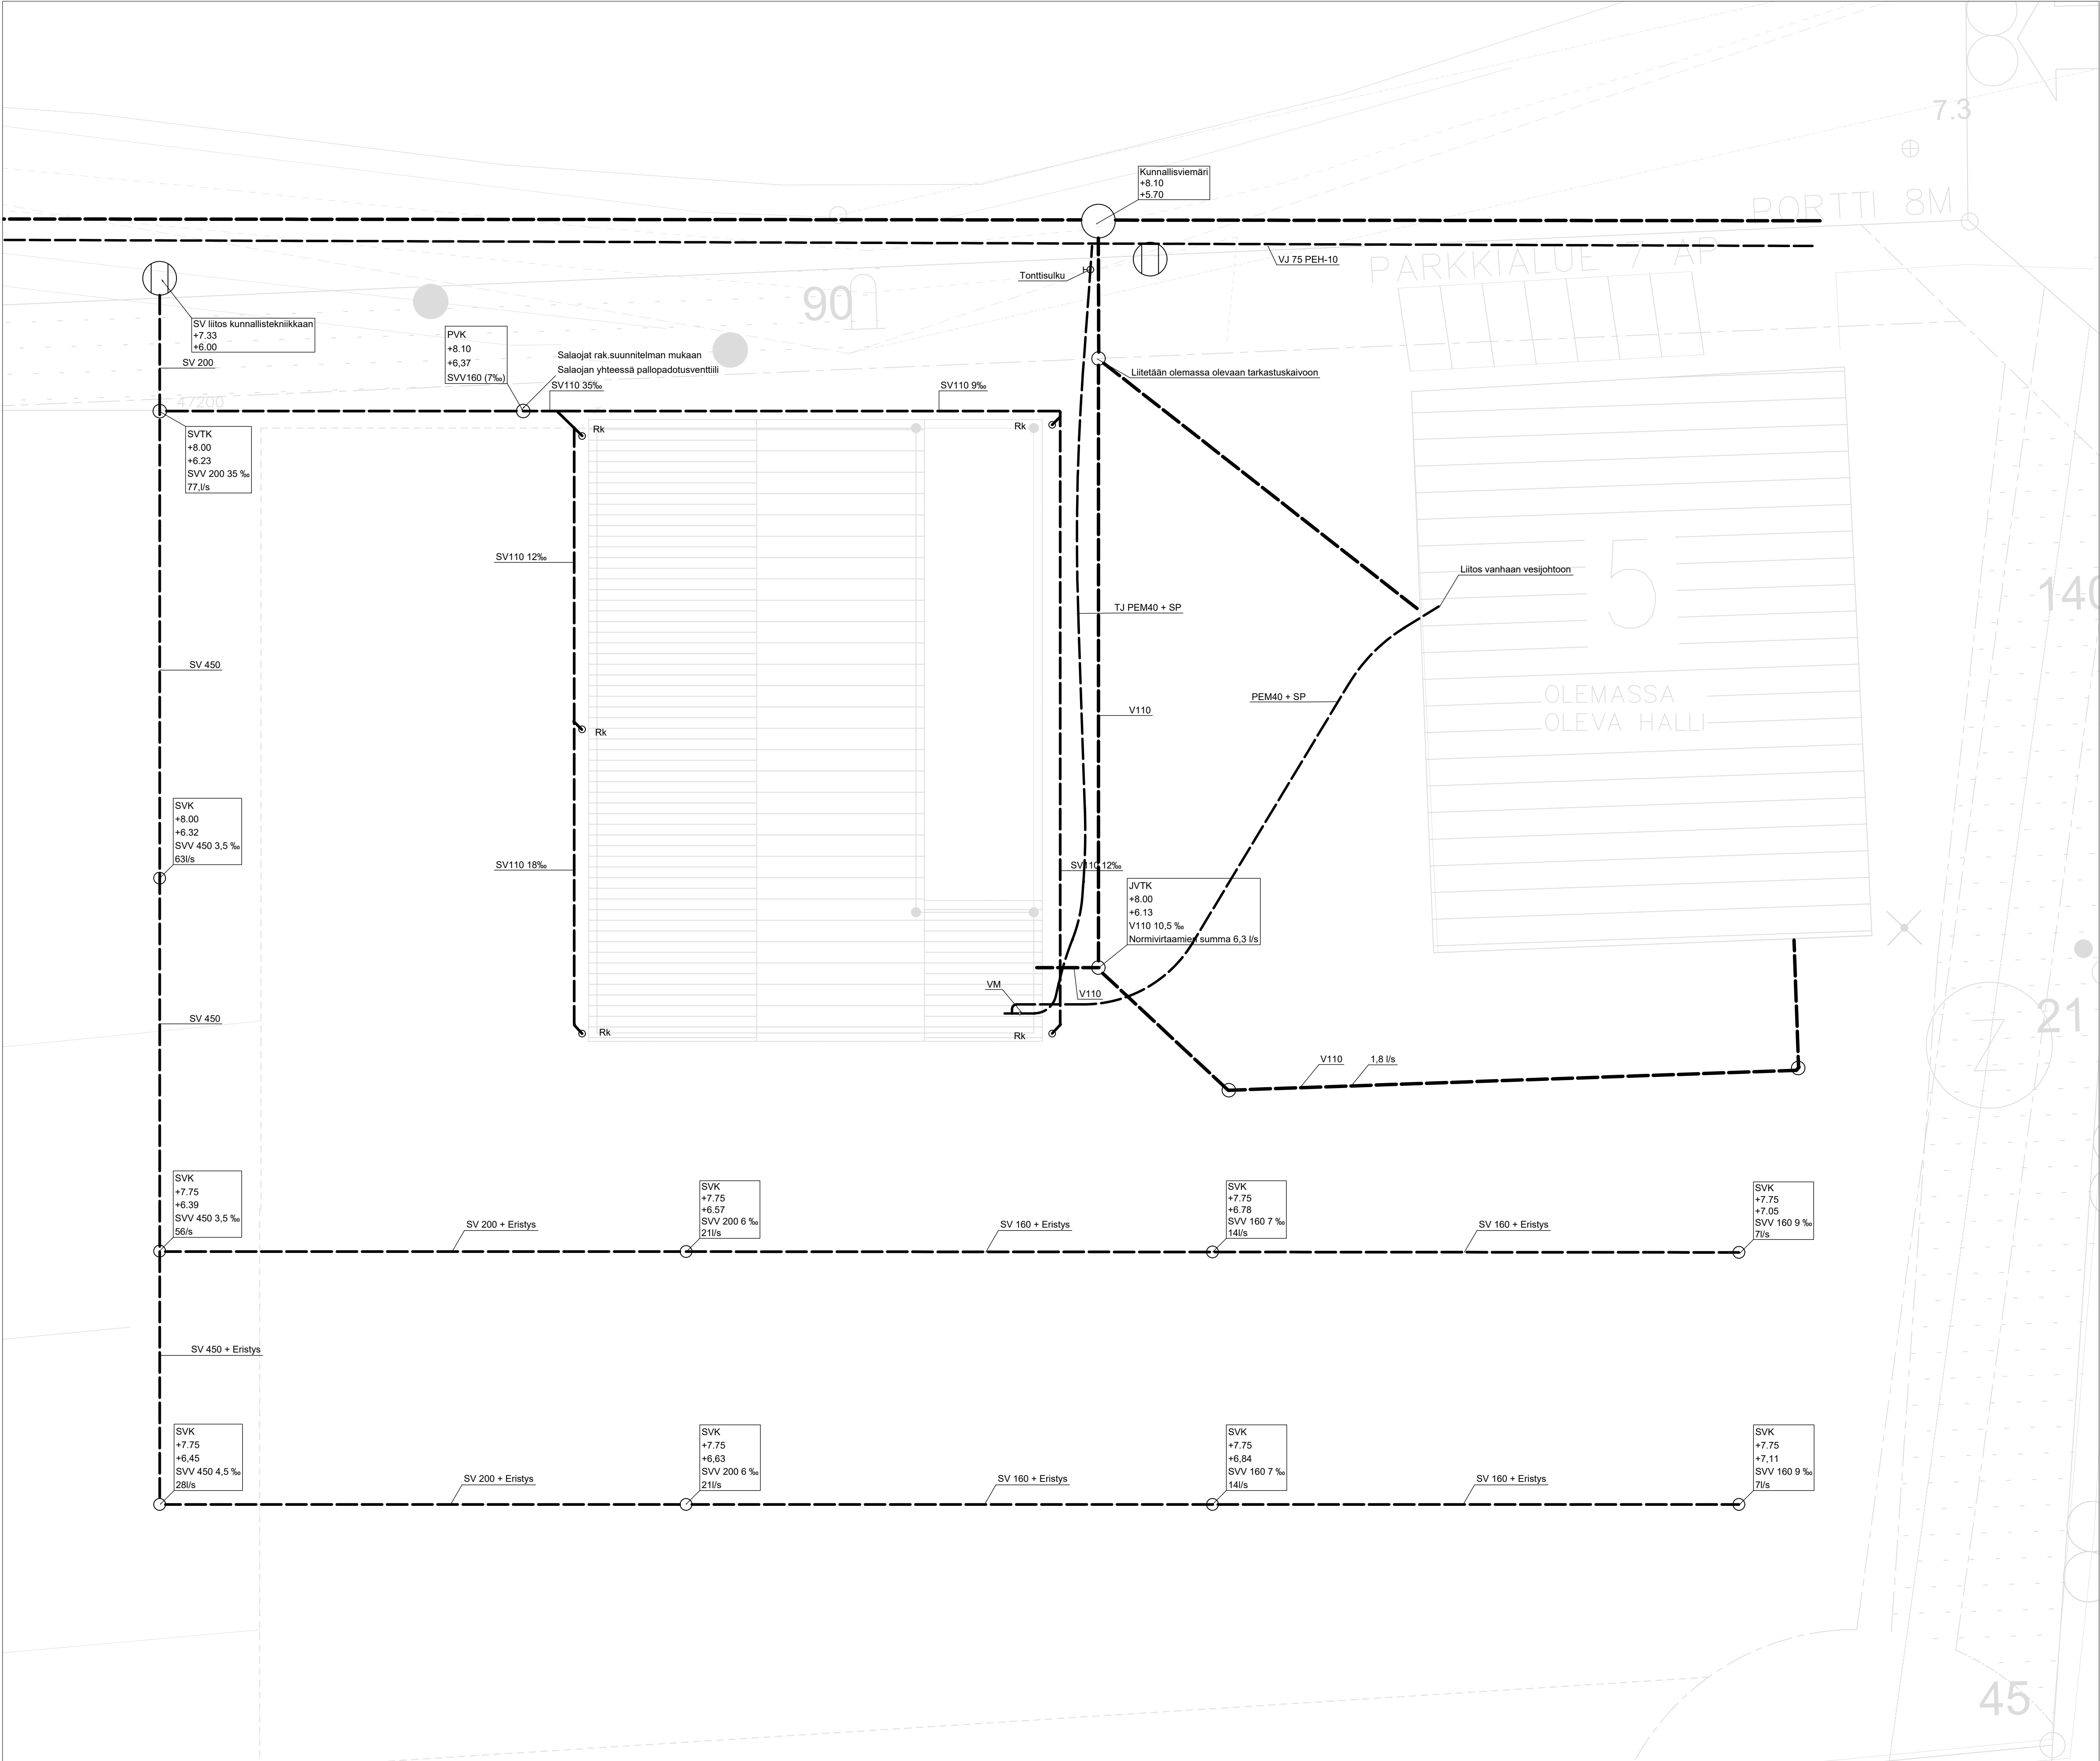 7.3
Kunnallisviemäri
+8.10
+5.70
PORTTI 8M
VJ 75 PEH-10
PARKKIALUE 7 AP
Tonttisulku
90
SV liitos kunnallistekniikkaan
+7.33
+6.00
SV 200
PVK
+8.10
+6,37
SVV160 (7‰)
Salaojat rak.suunnitelman mukaan
Salaojan yhteessä pallopadotusventtiili
SV110 35‰
SV110 9‰
Liitetään olemassa olevaan tarkastuskaivoon
47200
SVTK
+8.00
+6.23
SVV 200 35 ‰
77,l/s
Rk
Rk
SV110 12‰
Liitos vanhaan vesijohtoon
5
140
TJ PEM40 + SP
SV 450
PEM40 + SP
OLEMASSA
OLEVA HALLI
V110
Rk
SVK
+8.00
+6.32
SVV 450 3,5 ‰
63l/s
SV110 18‰
SV110 12‰
JVTK
+8.00
+6.13
V110 10,5 ‰
Normivirtaamien summa 6,3 l/s
VM
V110
SV 450
Rk
Rk
21
V110
1,8 l/s
SVK
+7.75
+6.39
SVV 450 3,5 ‰
56/s
SV 200 + Eristys
SVK
+7.75
+6.57
SVV 200 6 ‰
21l/s
SV 160 + Eristys
SVK
+7.75
+6.78
SVV 160 7 ‰
14l/s
SV 160 + Eristys
SVK
+7.75
+7.05
SVV 160 9 ‰
7l/s
SV 450 + Eristys
SVK
+7.75
+6,45
SVV 450 4,5 ‰
28l/s
SV 200 + Eristys
SVK
+7.75
+6,63
SVV 200 6 ‰
21l/s
SV 160 + Eristys
SVK
+7.75
+6,84
SVV 160 7 ‰
14l/s
SV 160 + Eristys
SVK
+7.75
+7,11
SVV 160 9 ‰
7l/s
45